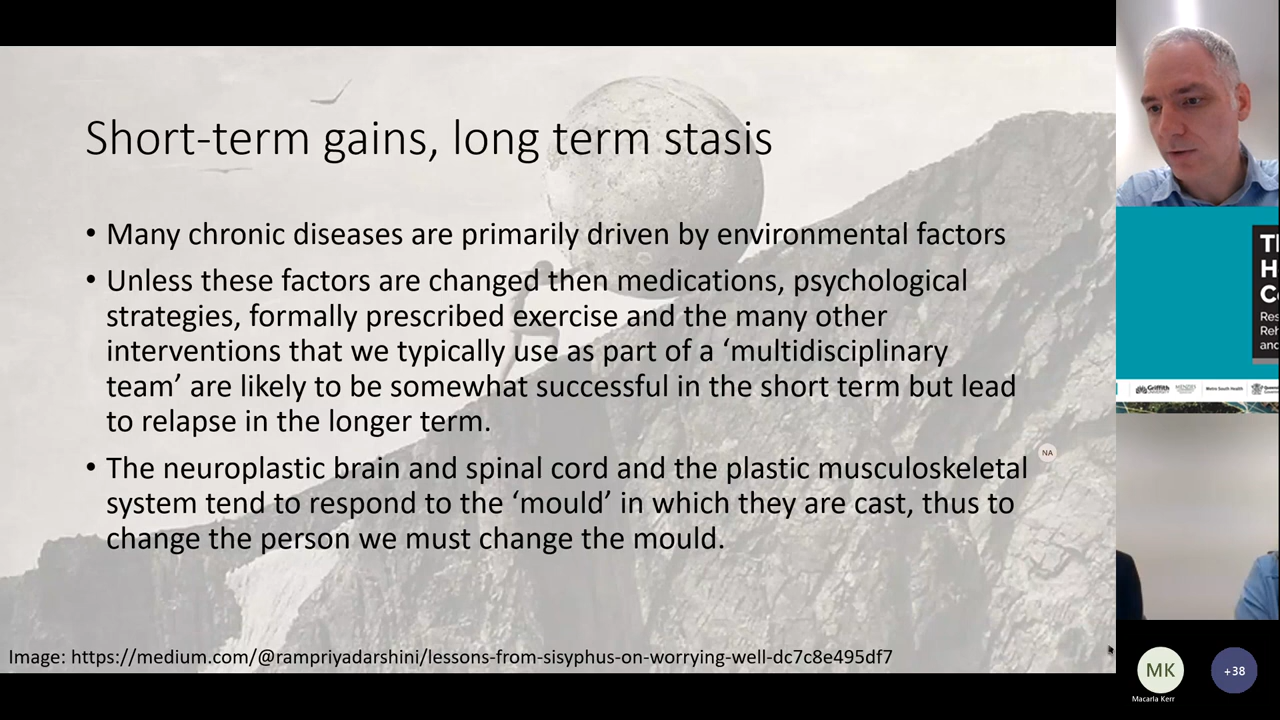 Short-term gains, long term stasis
• Many chronic diseases are primarily driven by environmental factors
• Unless these factors are changed then medications, psychological
strategies, formally prescribed exercise and the many other
interventions that we typically use as part of a ‘multidisciplinary
team’ are likely to be somewhat successful in the short term but lead
to relapse in the longer term.
• The neuroplastic brain and spinal cord and the plastic musculoskeletal
system tend to respond to the ‘mould’ in which they are cast, thus to
change the person we must change the mould.
Image: https://medium.com/@rampriyadarshini/lessons-from-sisyphus-on-worrying-well-dc7c8e495df7
NA
Griffith
Metro South Health
MK
Macarla Kerr
+38